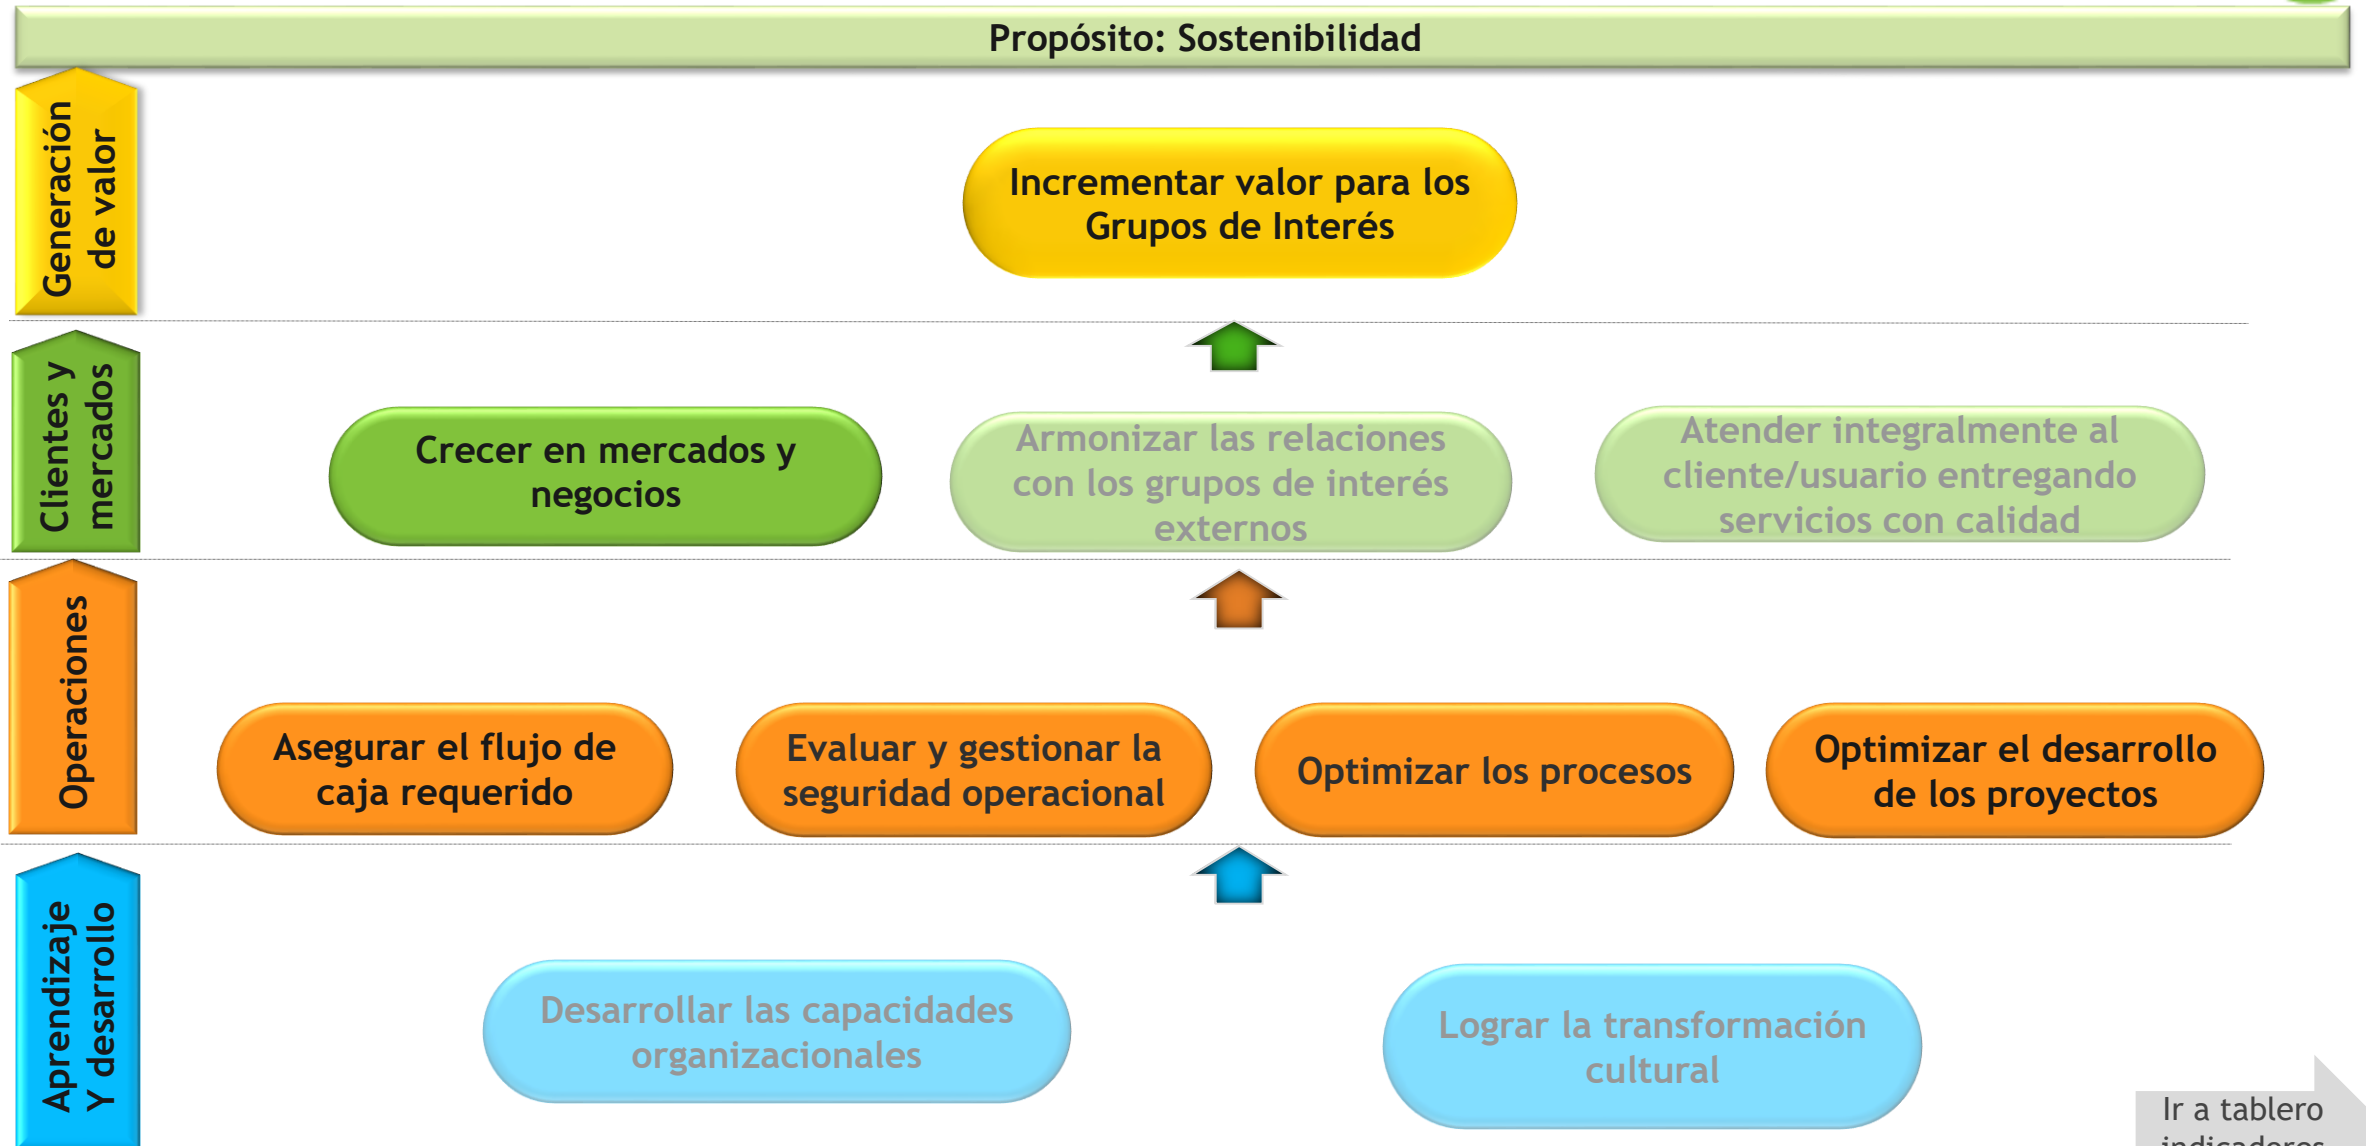 Propósito: Sostenibilidad
Generación
de valor
Incrementar valor para los
Grupos de Interés
Clientes y
mercados
Crecer en mercados y
negocios
Armonizar las relaciones
con los grupos de interés
externos
Atender integralmente al
cliente/usuario entregando
servicios con calidad
Operaciones
Asegurar el flujo de
caja requerido
Evaluar y gestionar la
seguridad operacional
Optimizar los procesos
Optimizar el desarrollo
de los proyectos
Aprendizaje
Y desarrollo
Desarrollar las capacidades
organizacionales
Lograr la transformación
cultural
Ir a tablero
indicadores